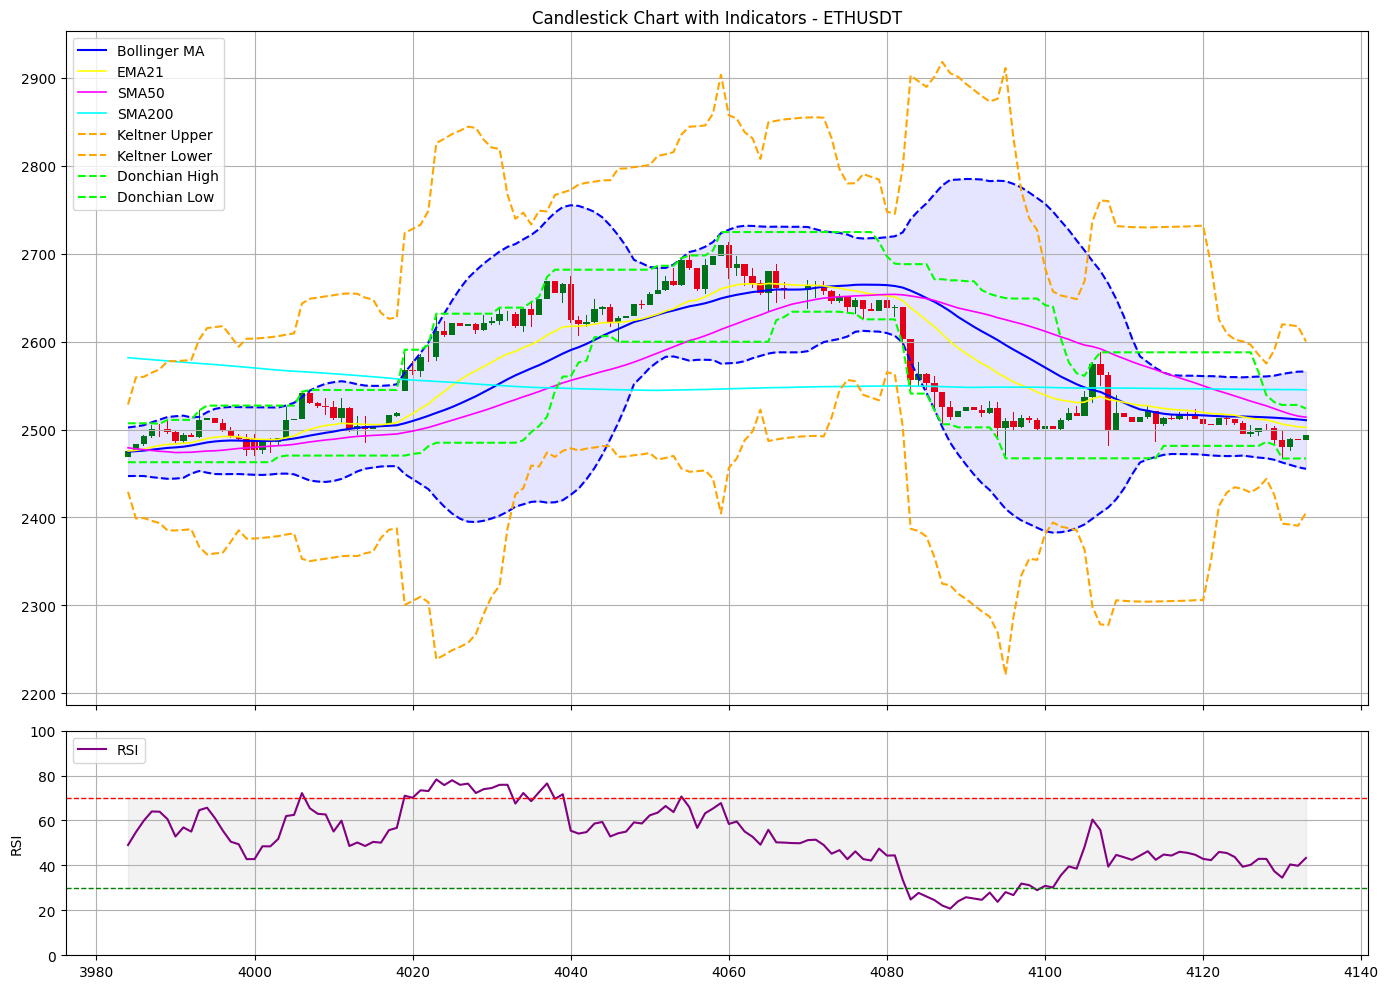 Candlestick Chart with Indicators - ETHUSDT
Bollinger MA
EMA21
SMA50
SMA200
Keltner Upper
Keltner Lower
Donchian High
Donchian Low
2900
2800
2700
2600
2500
2400
2300
2200
RSI
100
80
60
40
20
0
RSI
3980 4000 4020 4040 4060 4080 4100 4120 4140